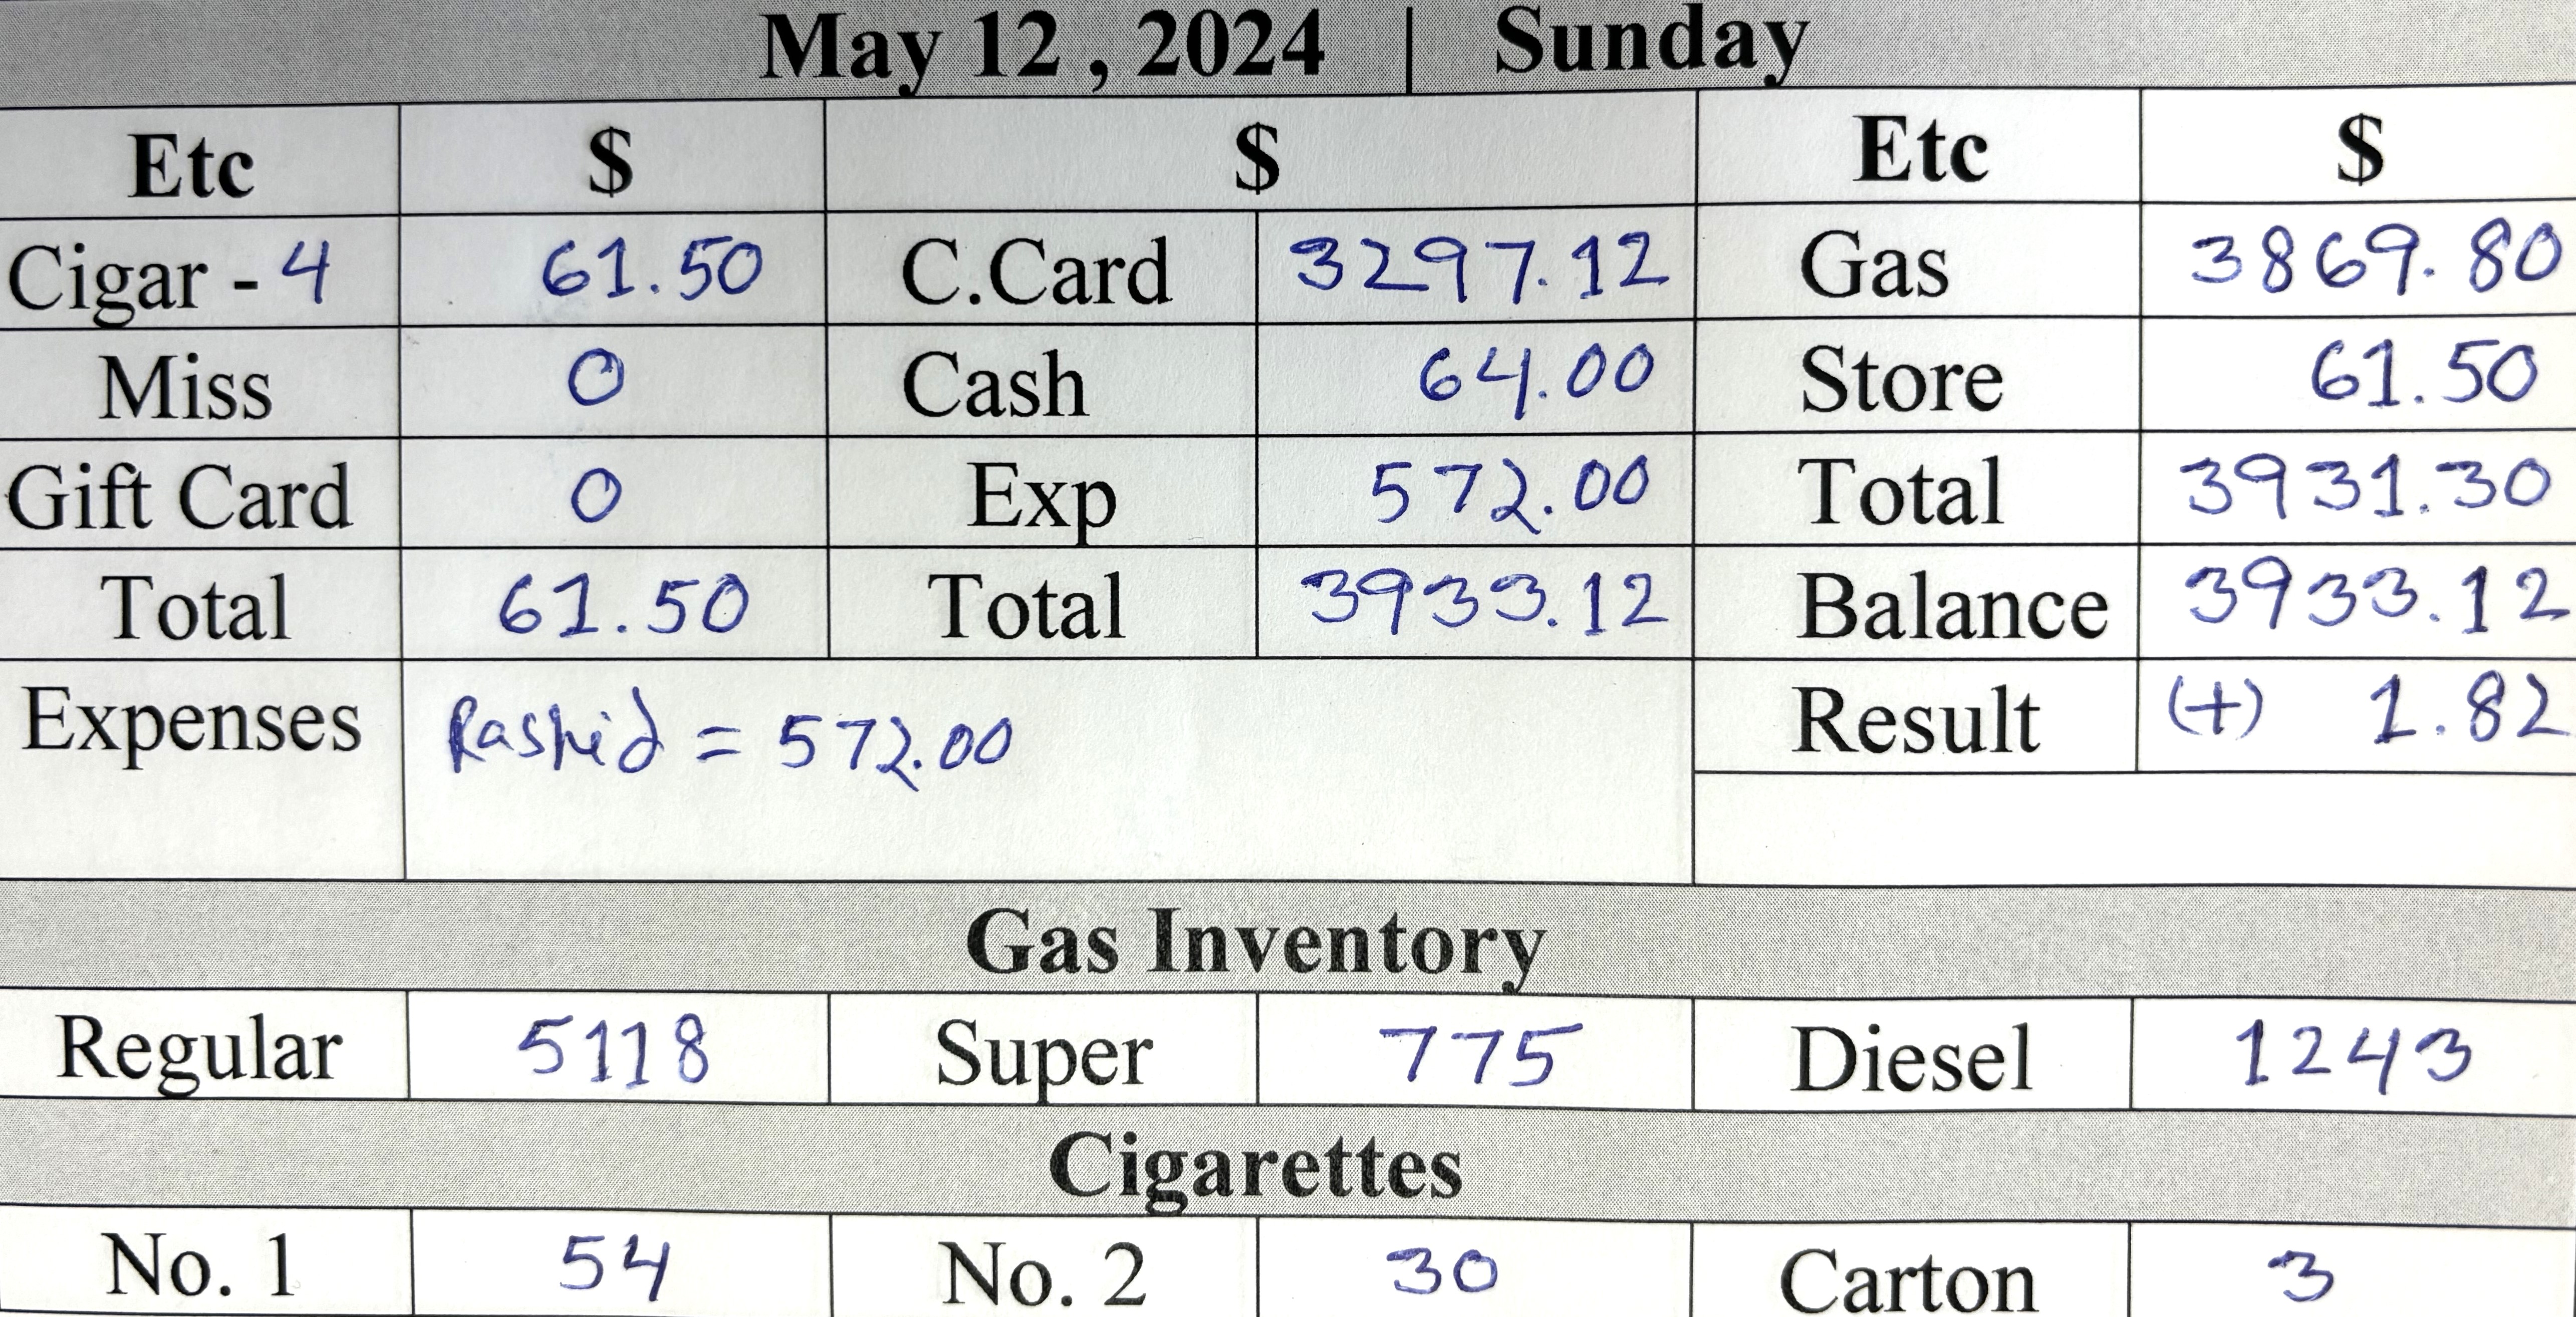 May 12 , 2024 | Sunday
Etc $ $ Etc $
Cigar - 4 61.50 C.Card 3297.12 Gas 3869.80
Miss 0 Cash 64.00 Store 61.50
Gift Card 0 Exp 572.00 Total 3931.30
Total 61.50 Total 3933.12 Balance 3933.12
Expenses Rashid = 572.00 Result (+) 1.82
Gas Inventory
Regular 5118 Super 775 Diesel 1243
Cigarettes
No. 1 54 No. 2 30 Carton 3